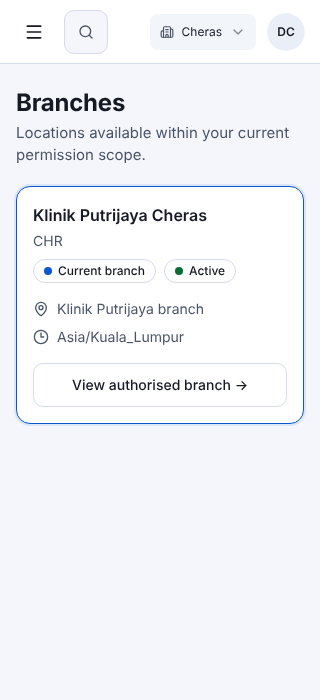 Cheras
DC
Branches
Locations available within your current
permission scope.
Klinik Putrijaya Cheras
CHR
Current branch
Active
Klinik Putrijaya branch
Asia/Kuala_Lumpur
View authorised branch →